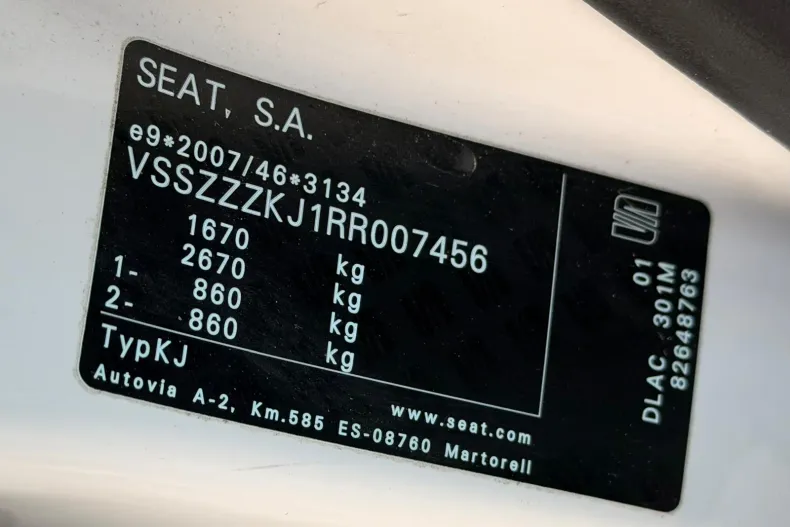 SEAT, S.A.
e9*2007/46*3134
VSSZZZKJ1RR007456
1670 kg
2670 kg
1- 860 kg
2- 860 kg
TypKJ
www.seat.com
Autovia A-2, Km.585 ES-08760 Martorell
01
DLAC 301M
82648763